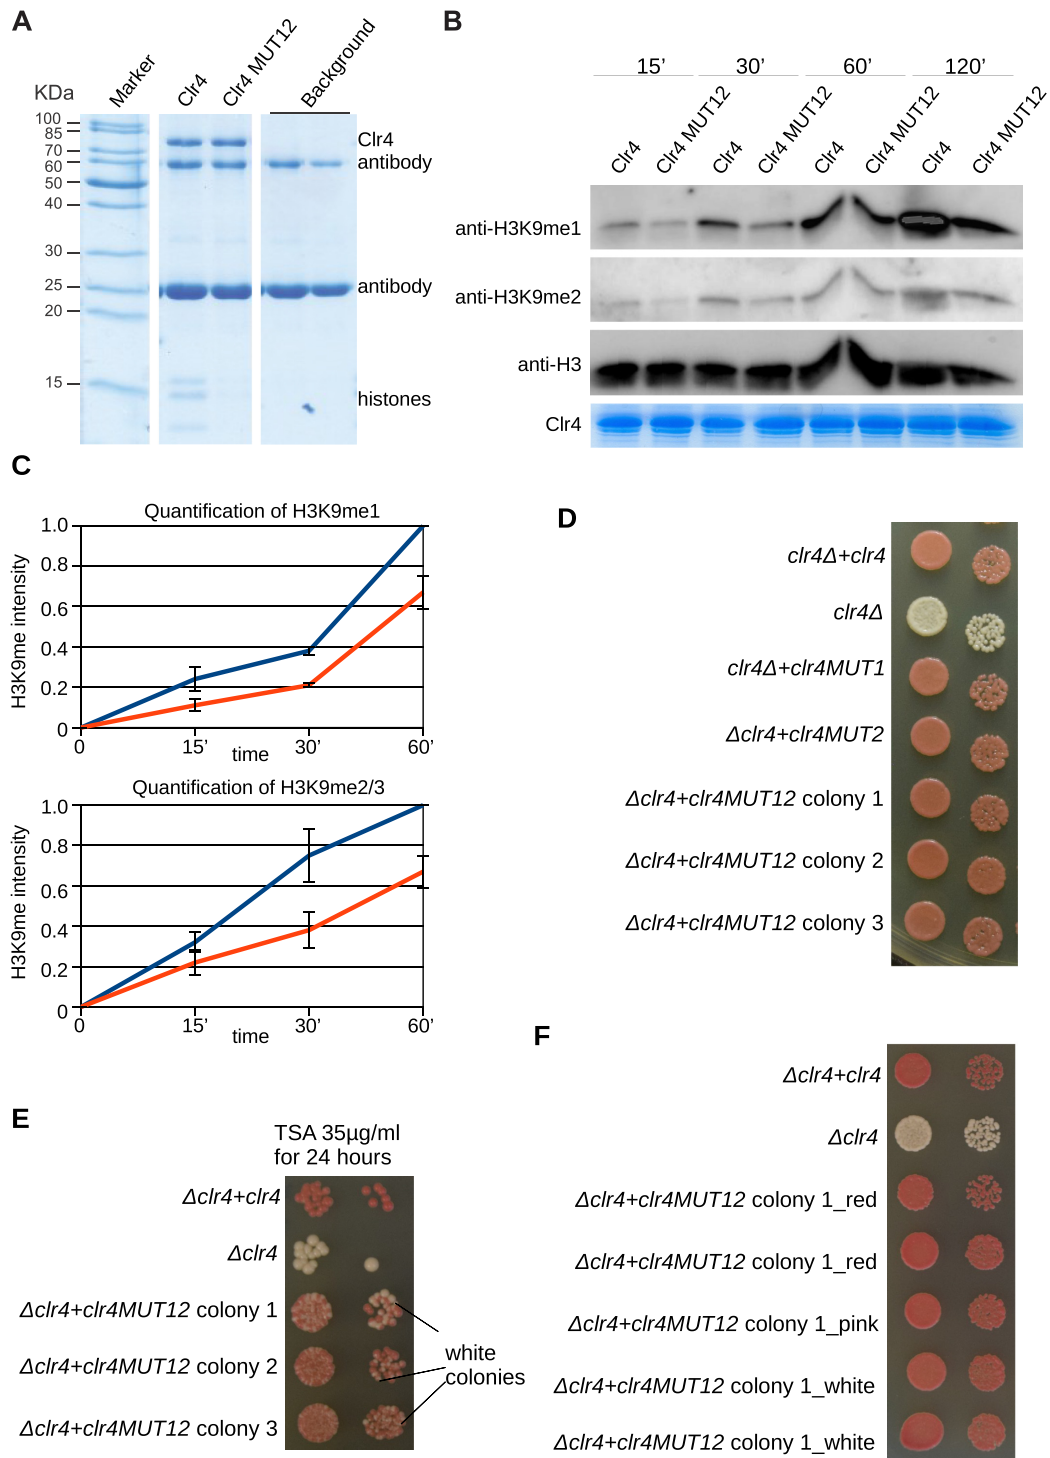 A
KDa
Marker
Clr4
Clr4 MUT12
Background
100
85
70
60
50
40
30
25
20
15
Clr4
antibody
antibody
histones
B
15’
30’
60’
120’
Clr4
Clr4 MUT12
Clr4
Clr4 MUT12
Clr4
Clr4 MUT12
Clr4
Clr4 MUT12
anti-H3K9me1
anti-H3K9me2
anti-H3
Clr4
C
Quantification of H3K9me1
H3K9me intensity
1.0
0.8
0.6
0.4
0.2
0
0
15’
30’
60’
time
Quantification of H3K9me2/3
H3K9me intensity
1.0
0.8
0.6
0.4
0.2
0
0
15’
30’
60’
time
D
clr4Δ+clr4
clr4Δ
clr4Δ+clr4MUT1
Δclr4+clr4MUT2
Δclr4+clr4MUT12 colony 1
Δclr4+clr4MUT12 colony 2
Δclr4+clr4MUT12 colony 3
E
TSA 35µg/ml
for 24 hours
Δclr4+clr4
Δclr4
Δclr4+clr4MUT12 colony 1
Δclr4+clr4MUT12 colony 2
Δclr4+clr4MUT12 colony 3
white
colonies
F
Δclr4+clr4
Δclr4
Δclr4+clr4MUT12 colony 1_red
Δclr4+clr4MUT12 colony 1_red
Δclr4+clr4MUT12 colony 1_pink
Δclr4+clr4MUT12 colony 1_white
Δclr4+clr4MUT12 colony 1_white